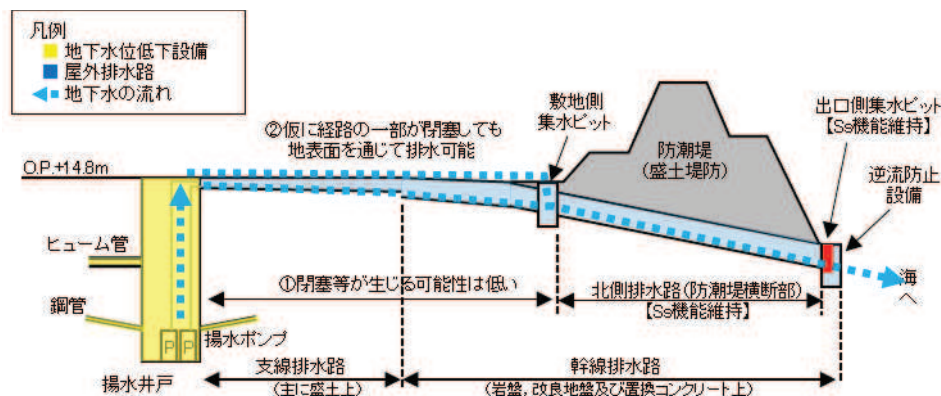 凡例
地下水位低下設備
屋外排水路
地下水の流れ
②仮に経路の一部が閉塞しても
地表面を通じて排水可能
敷地側
集水ピット
防潮堤
(盛土堤防)
出口側集水ピット
【Ss機能維持】
逆流防止
設備
O.P.+14.8m
ヒューム管
鋼管
P P
揚水ポンプ
揚水井戸
①閉塞等が生じる可能性は低い
北側排水路(防潮堤横断部)
【Ss機能維持】
海へ
支線排水路
(主に盛土上)
幹線排水路
(岩盤,改良地盤及び置換コンクリート上)